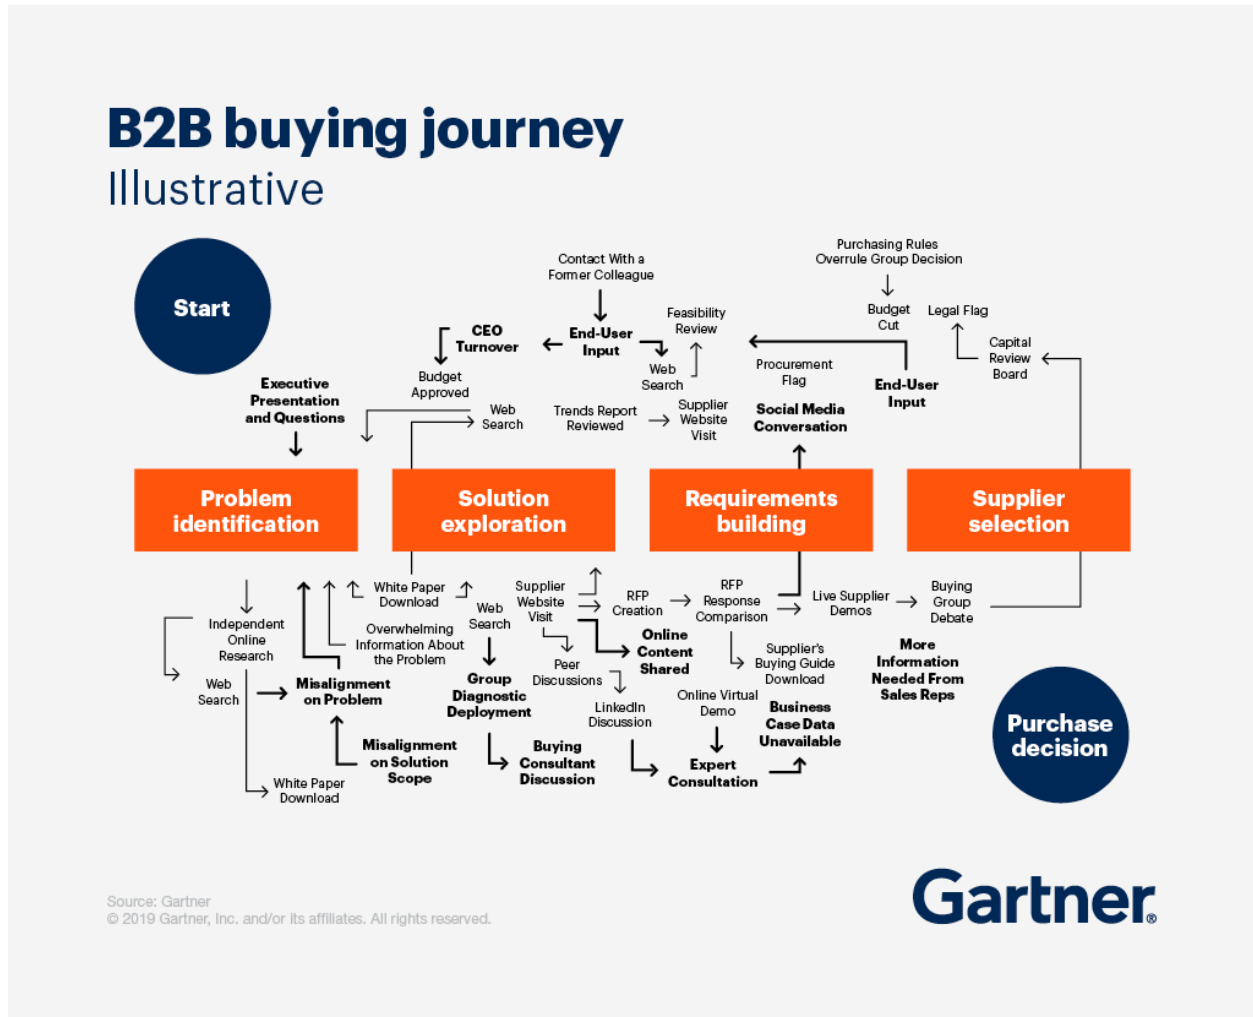 B2B buying journey
Illustrative
Start
Contact With a
Former Colleague
Purchasing Rules
Overrule Group Decision
CEO
Turnover
End-User
Input
Feasibility
Review
Budget
Cut
Legal Flag
Capital
Review
Board
Budget
Approved
Web
Search
Procurement
Flag
End-User
Input
Executive
Presentation
and Questions
Web
Search
Trends Report
Reviewed
Supplier
Website
Visit
Social Media
Conversation
Problem
identification
Solution
exploration
Requirements
building
Supplier
selection
Independent
Online
Research
White Paper
Download
Overwhelming
Information About
the Problem
Web
Search
Supplier
Website
Visit
RFP
Creation
RFP
Response
Comparison
Live Supplier
Demos
Buying
Group
Debate
Web
Search
Misalignment
on Problem
Group
Diagnostic
Deployment
Peer
Discussions
Online
Content
Shared
Supplier's
Buying Guide
Download
More
Information
Needed From
Sales Reps
LinkedIn
Discussion
Online Virtual
Demo
Business
Case Data
Unavailable
Misalignment
on Solution
Scope
Buying
Consultant
Discussion
Expert
Consultation
White Paper
Download
Purchase
decision
Source: Gartner
© 2019 Gartner, Inc. and/or its affiliates. All rights reserved.
Gartner®